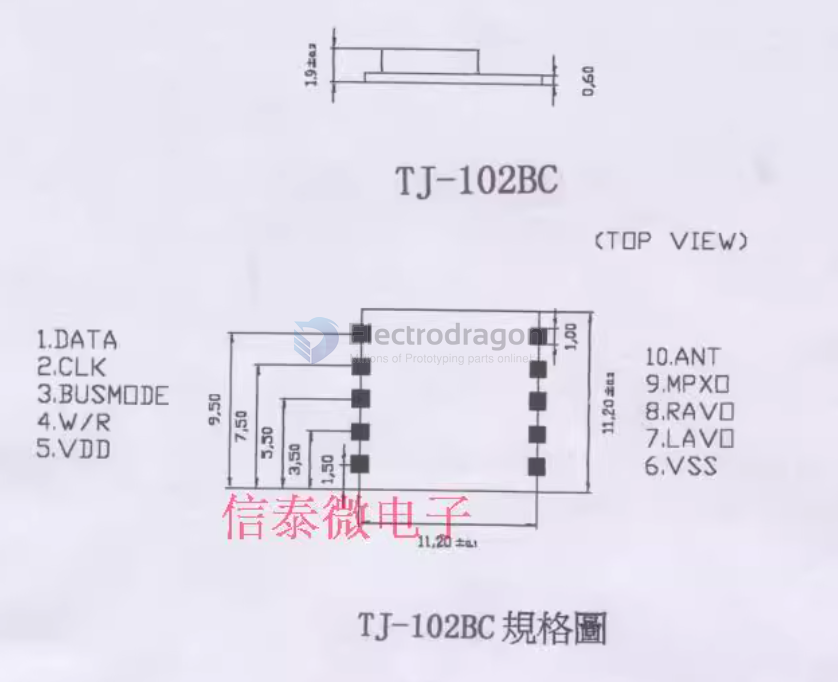 1.9±0.2
0,60
TJ-102BC
(TOP VIEW)
1.DATA
2.CLK
3.BUSMODE
4.W/R
5.VDD
9,50
7,50
5,50
3,50
1,50
Electrodragon
Millions of Prototyping parts online!
1,00
11,20
10.ANT
9.MPXO
8.RAVO
7.LAVO
6.VSS
信泰微电子
11,20 ±0.1
TJ-102BC 規格圖